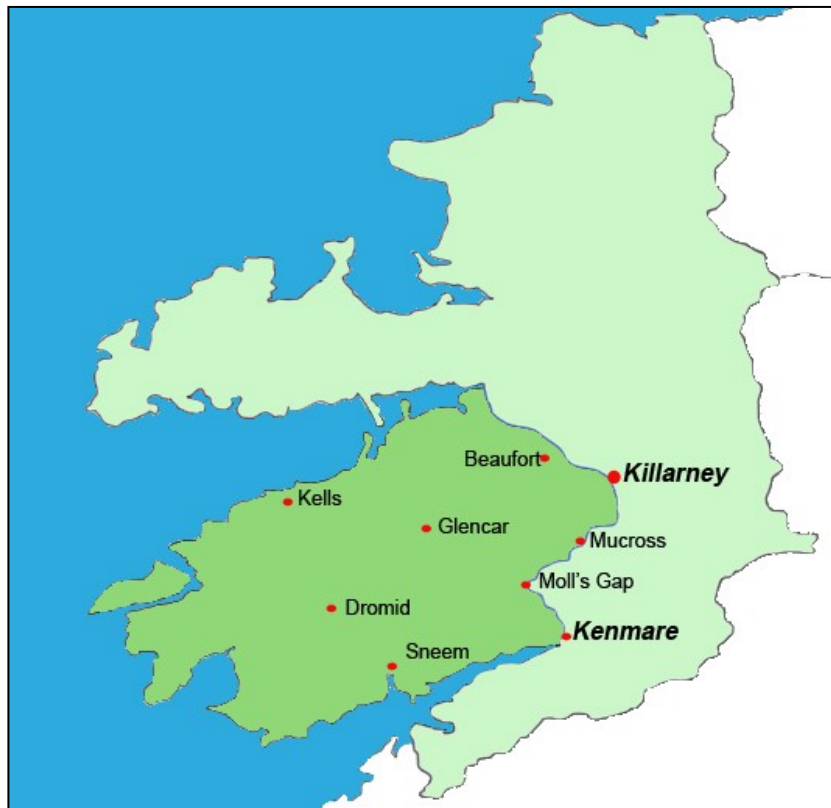 Beaufort
Killarney
Kells
Glencar
Mucross
Moll's Gap
Dromid
Kenmare
Sneem